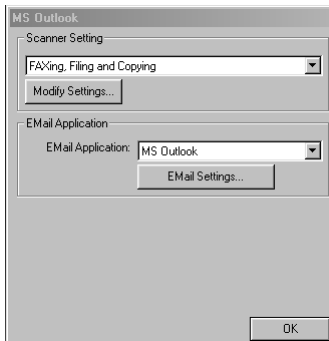 MS Outlook
Scanner Setting
FAXing, Filing and Copying
Modify Settings...
EMail Application
EMail Application: MS Outlook
EMail Settings...
OK